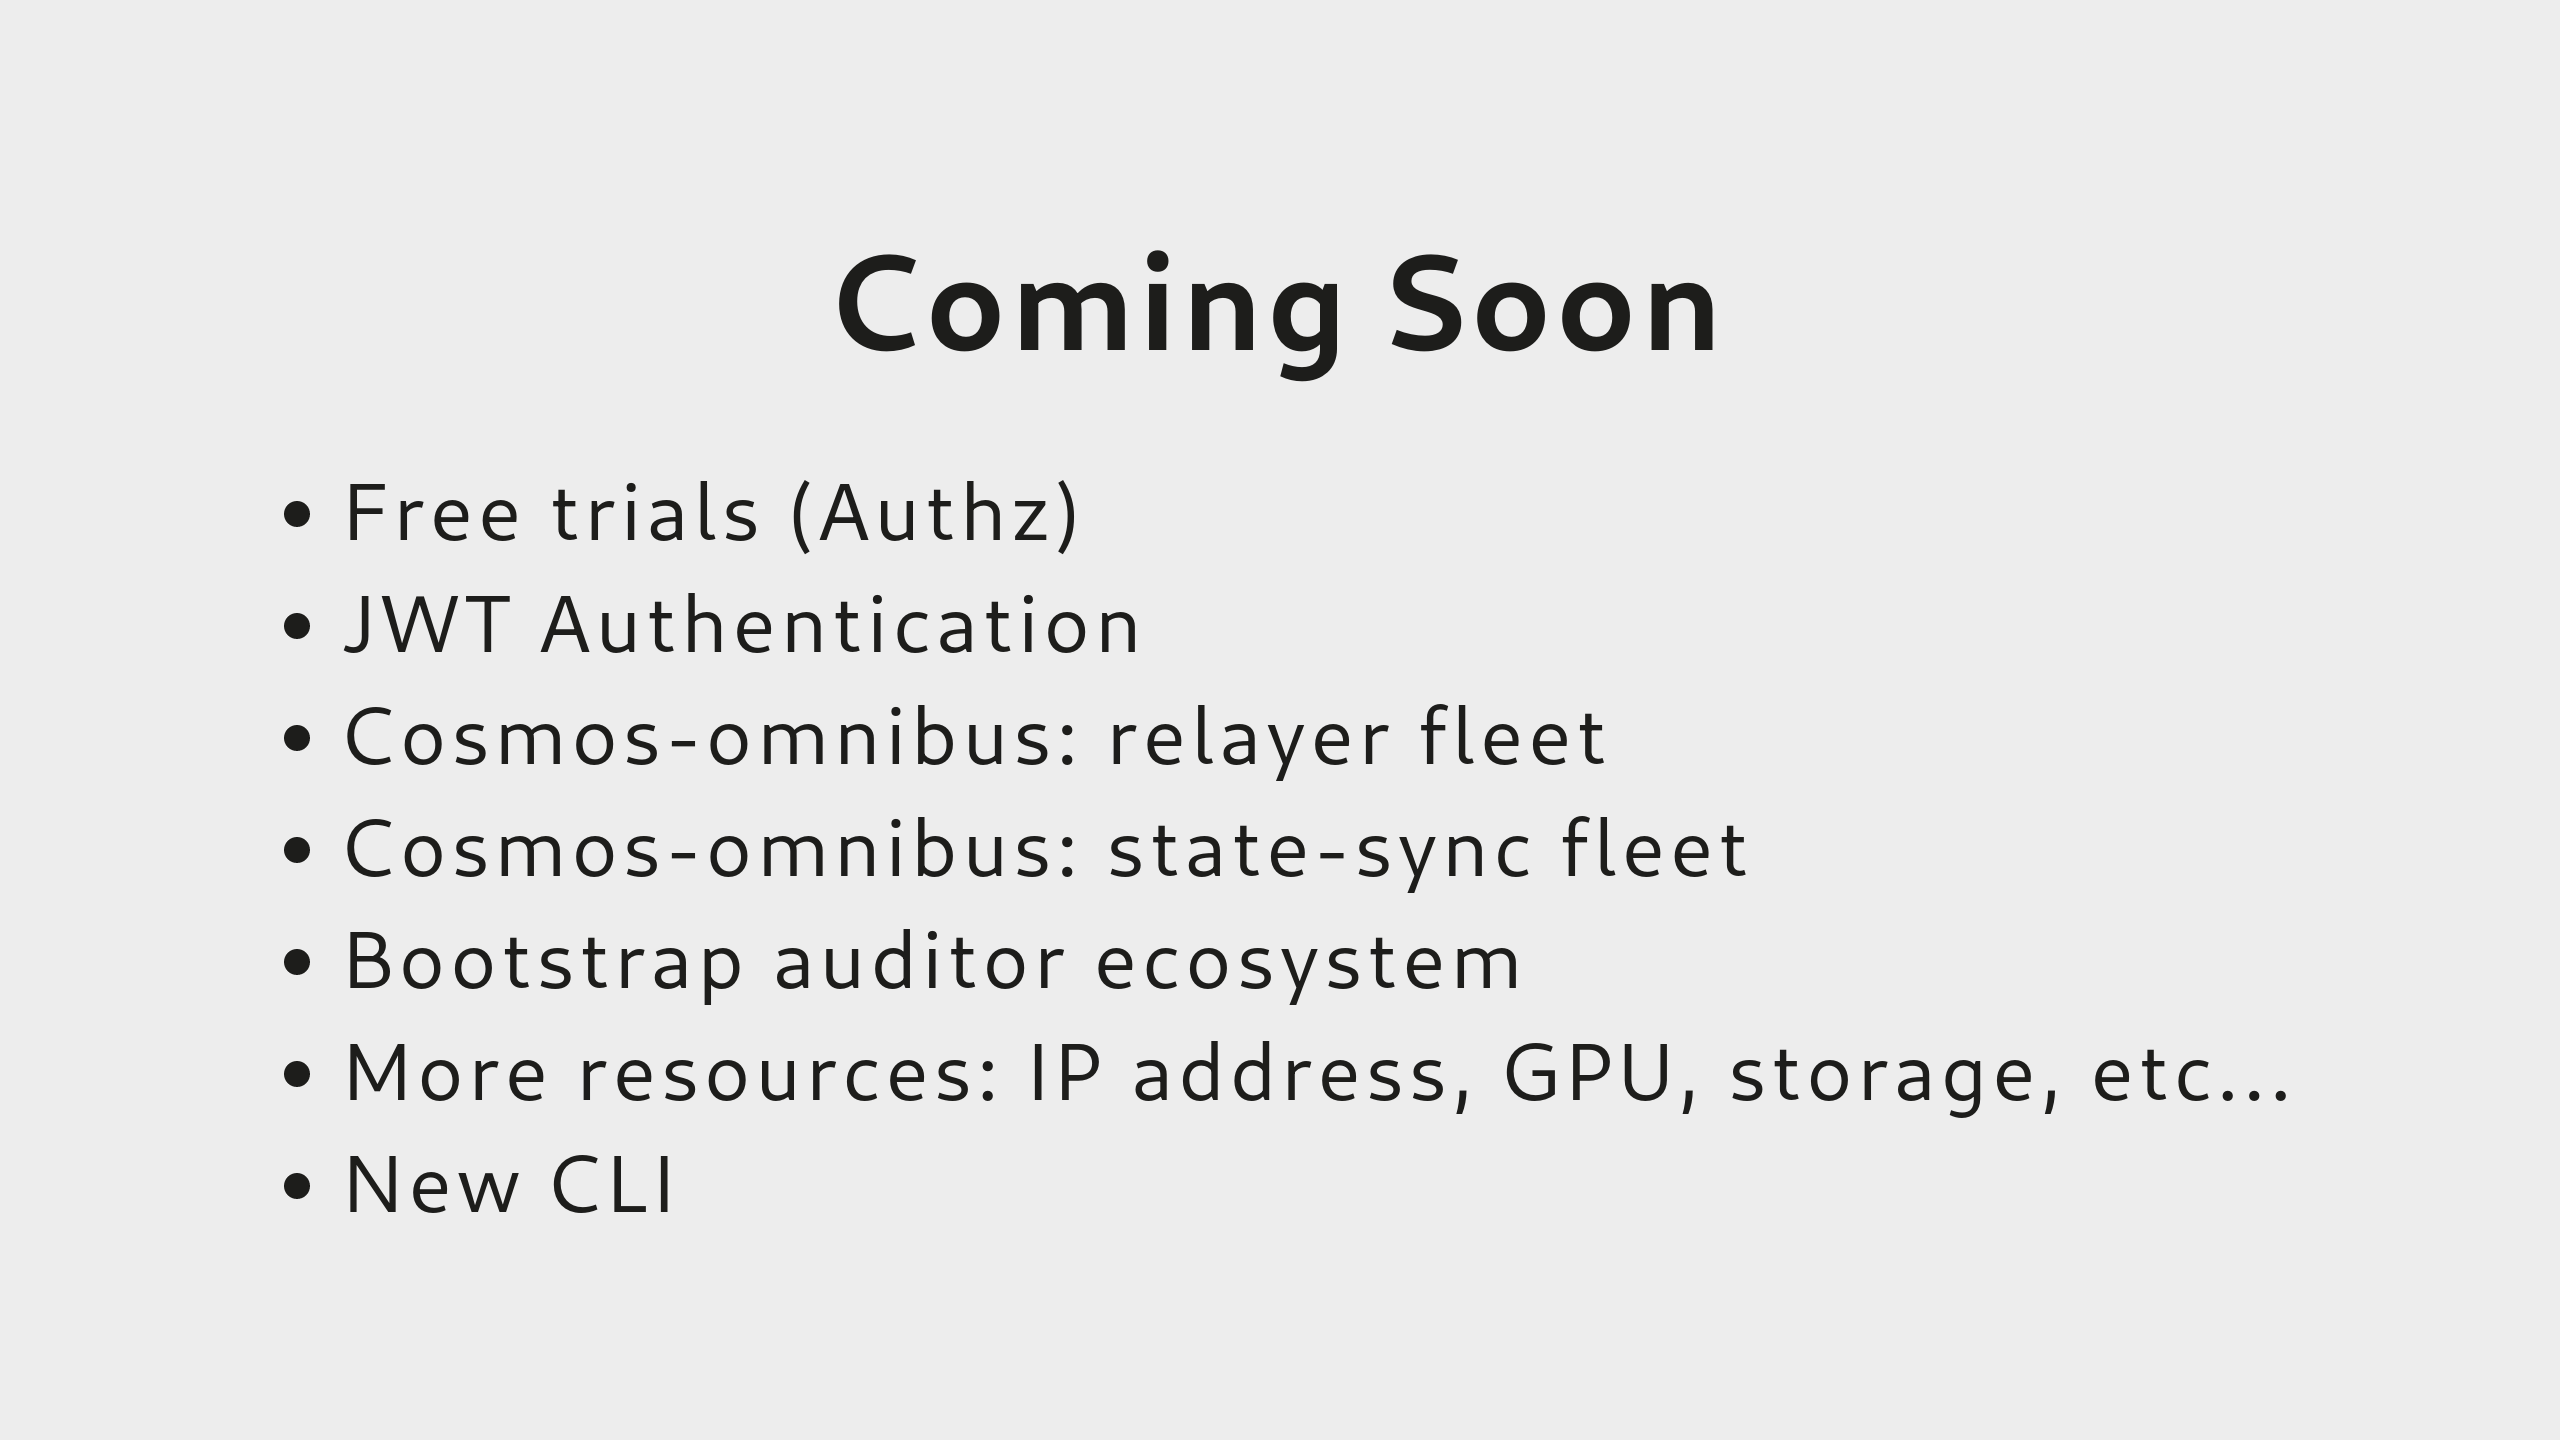 Coming Soon
• Free trials (Authz)
• JWT Authentication
• Cosmos-omnibus: relayer fleet
• Cosmos-omnibus: state-sync fleet
• Bootstrap auditor ecosystem
• More resources: IP address, GPU, storage, etc...
• New CLI